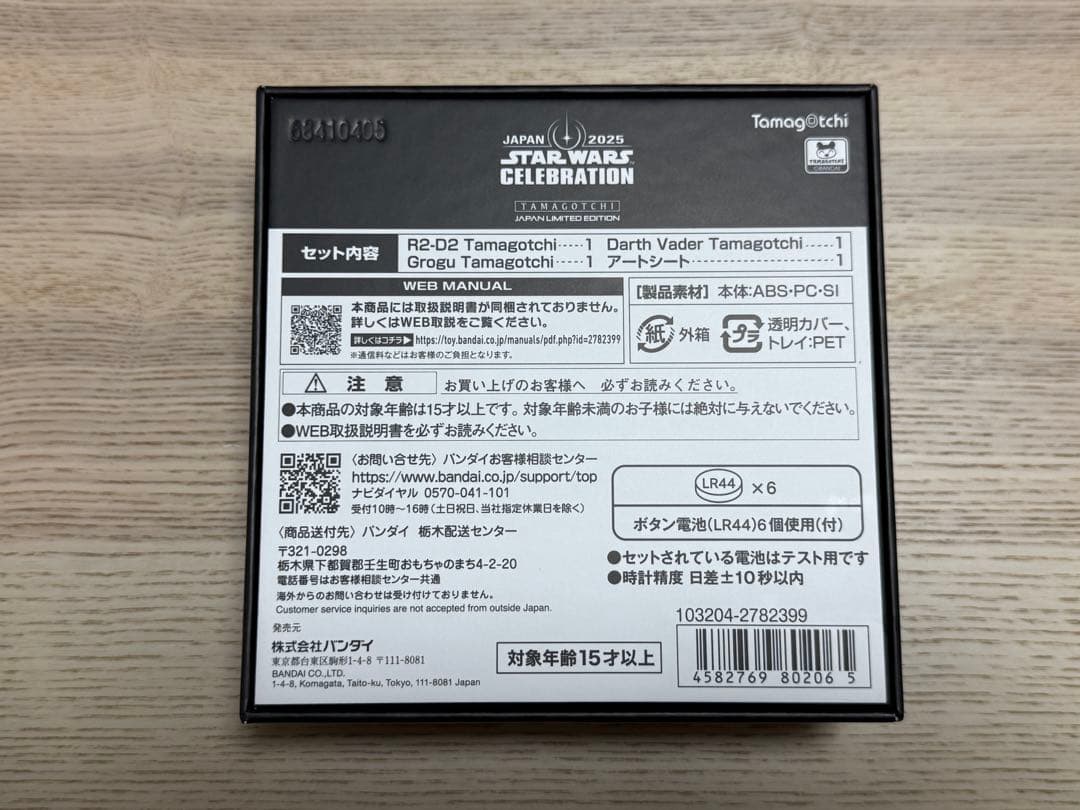 68410405
JAPAN 2025
STAR WARS
CELEBRATION
TAMAGOTCHI
JAPAN LIMITED EDITION
Tamagotchi
TAMAGOTCHI
©BANDAI
セット内容
R2-D2 Tamagotchi‥‥‥1 Darth Vader Tamagotchi‥‥‥1
Grogu Tamagotchi‥‥‥1 アートシート‥‥‥‥‥‥‥‥‥1
WEB MANUAL
本商品には取扱説明書が同梱されておりません。
詳しくはWEB取説をご覧ください。
詳しくはコチラ▶ https://toy.bandai.co.jp/manuals/pdf.php?id=2782399
※通信料などはお客様のご負担となります。
[製品素材] 本体:ABS・PC・SI
紙 外箱
プラ 透明カバー、
トレイ:PET
⚠ 注意 お買い上げのお客様へ 必ずお読みください。
●本商品の対象年齢は15才以上です。対象年齢未満のお子様には絶対に与えないでください。
●WEB取扱説明書を必ずお読みください。
〈お問い合せ先〉バンダイお客様相談センター
https://www.bandai.co.jp/support/top
ナビダイヤル 0570-041-101
受付10時〜16時(土日祝日、当社指定休業日を除く)
〈商品送付先〉バンダイ 栃木配送センター
〒321-0298
栃木県下都賀郡壬生町おもちゃのまち4-2-20
電話番号はお客様相談センター共通
海外からのお問い合わせは受け付けておりません。
Customer service inquiries are not accepted from outside Japan.
発売元
株式会社バンダイ
東京都台東区駒形1-4-8 〒111-8081
BANDAI CO.,LTD.
1-4-8, Komagata, Taito-ku, Tokyo, 111-8081 Japan
LR44 ×6
ボタン電池(LR44)6個使用(付)
●セットされている電池はテスト用です
●時計精度 日差±10秒以内
対象年齢15才以上
103204-2782399
4582769 80206 5